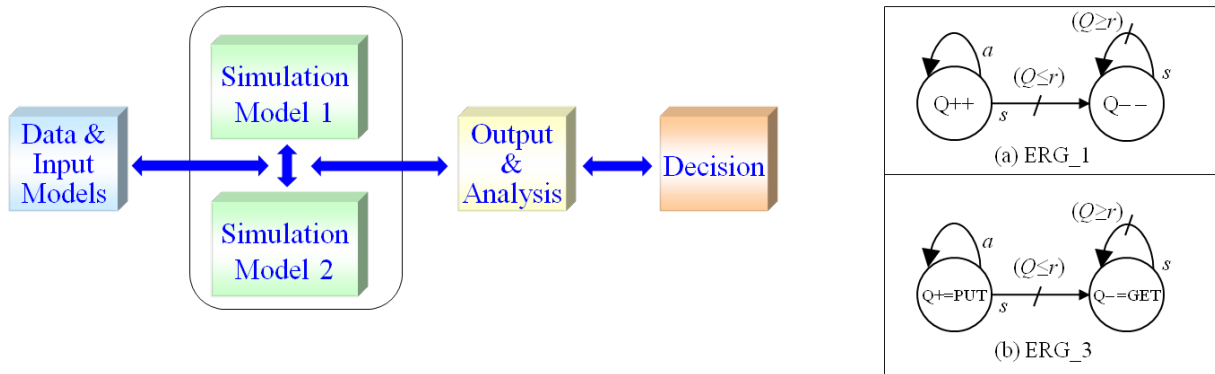 Simulation
Model 1
Data &
Input
Models
Output
&
Analysis
Decision
Simulation
Model 2
(Q≥r)
a
(Q≤r)
s
Q++
s
Q−−
(a) ERG_1
(Q≥r)
a
(Q≤r)
s
Q+=PUT
s
Q−=GET
(b) ERG_3